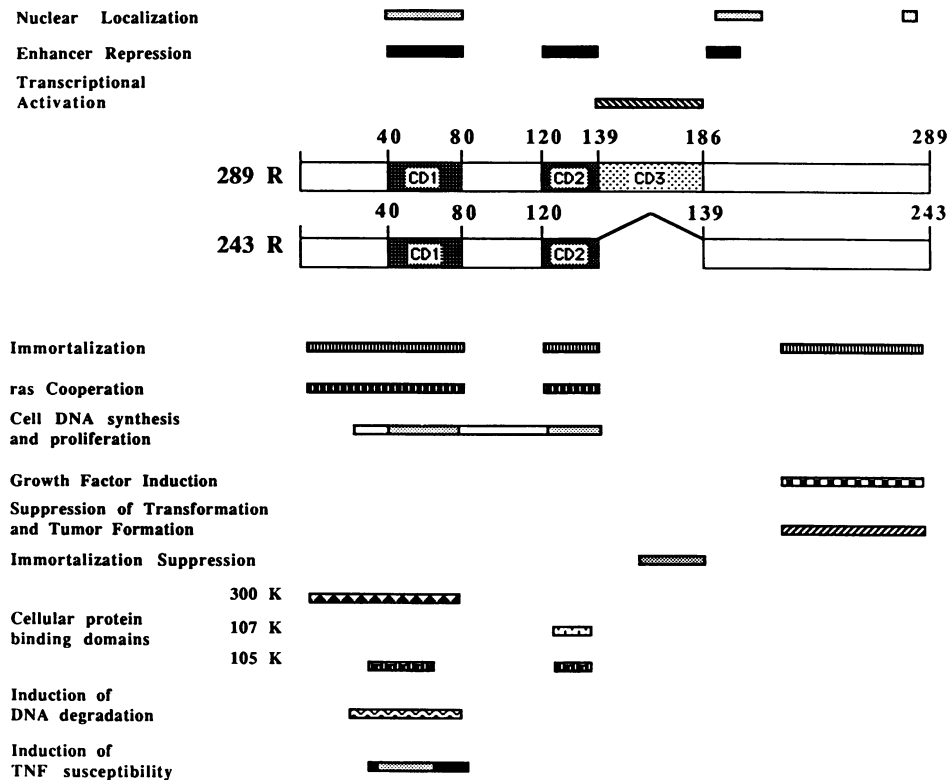 Nuclear Localization
Enhancer Repression
Transcriptional
Activation
40 80 120 139 186 289
289 R
CD1 CD2 CD3
40 80 120 139 243
243 R
CD1 CD2
Immortalization
ras Cooperation
Cell DNA synthesis
and proliferation
Growth Factor Induction
Suppression of Transformation
and Tumor Formation
Immortalization Suppression
300 K
Cellular protein
binding domains
107 K
105 K
Induction of
DNA degradation
Induction of
TNF susceptibility